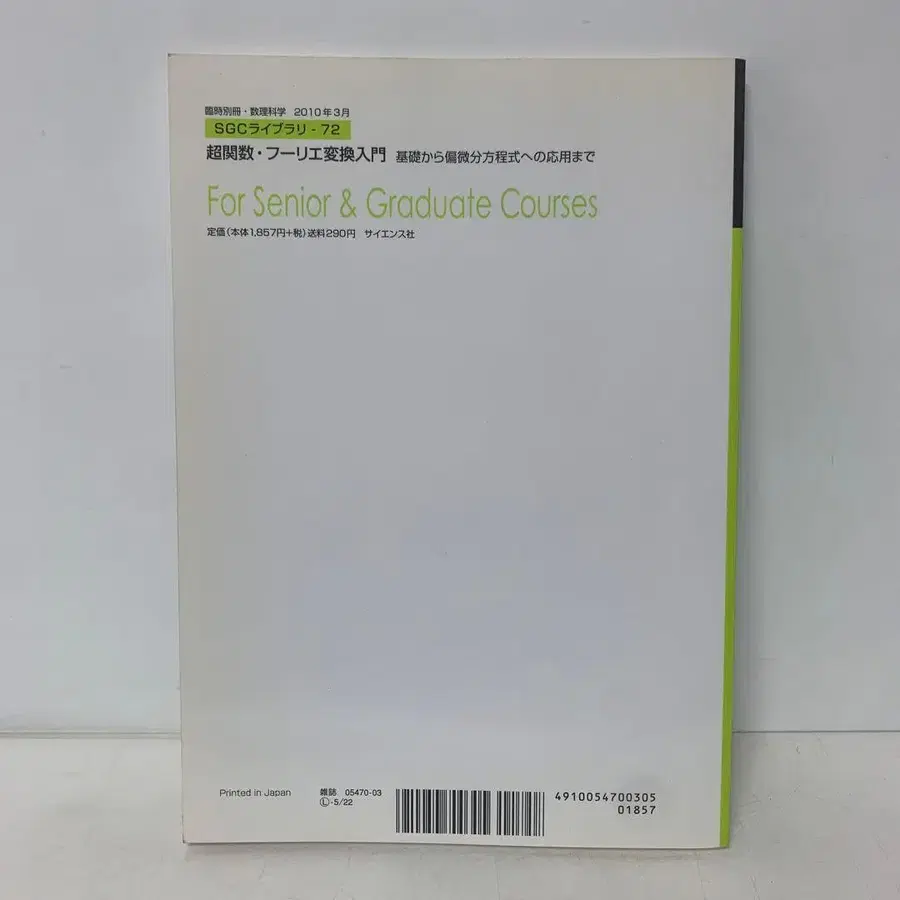 臨時別冊・数理科学 2010年3月
SGCライブラリ - 72
超関数・フーリエ変換入門 基礎から偏微分方程式への応用まで
For Senior & Graduate Courses
定価(本体1,857円+税)送料290円 サイエンス社
Printed in Japan
雑誌 05470-03
Ⓛ-5/22
4910054700305
01857